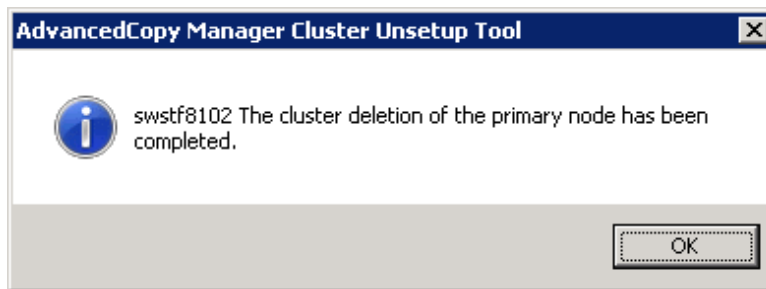 AdvancedCopy Manager Cluster Unsetup Tool
swstf8102 The cluster deletion of the primary node has been
completed.
OK